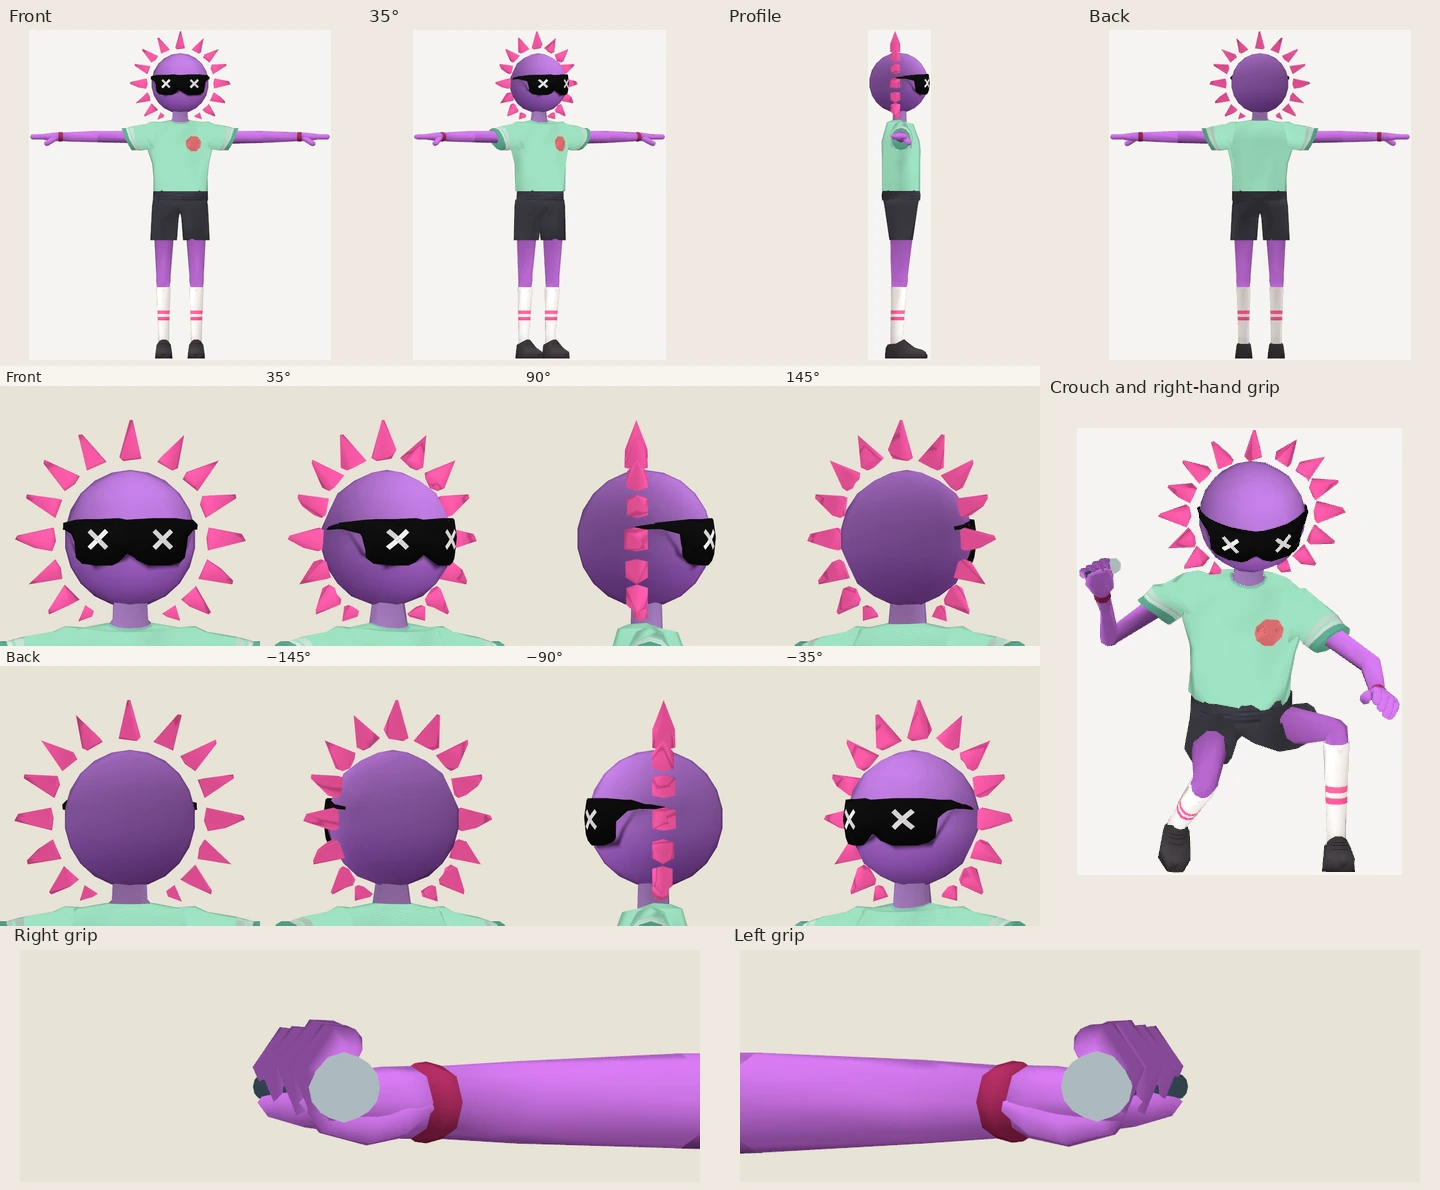 Front
35°
Profile
Back
Front
35°
90°
145°
Crouch and right-hand grip
Back
−145°
−90°
−35°
Right grip
Left grip